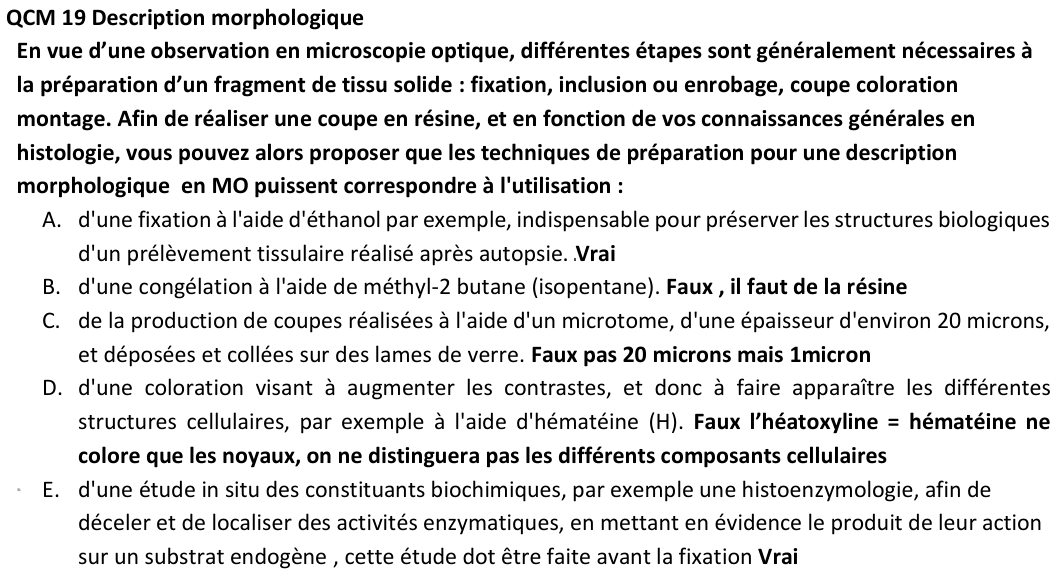 QCM 19 Description morphologique
En vue d’une observation en microscopie optique, différentes étapes sont généralement nécessaires à
la préparation d’un fragment de tissu solide : fixation, inclusion ou enrobage, coupe coloration
montage. Afin de réaliser une coupe en résine, et en fonction de vos connaissances générales en
histologie, vous pouvez alors proposer que les techniques de préparation pour une description
morphologique en MO puissent correspondre à l'utilisation :
A. d'une fixation à l'aide d'éthanol par exemple, indispensable pour préserver les structures biologiques
d'un prélèvement tissulaire réalisé après autopsie. .Vrai
B. d'une congélation à l'aide de méthyl-2 butane (isopentane). Faux , il faut de la résine
C. de la production de coupes réalisées à l'aide d'un microtome, d'une épaisseur d'environ 20 microns,
et déposées et collées sur des lames de verre. Faux pas 20 microns mais 1micron
D. d'une coloration visant à augmenter les contrastes, et donc à faire apparaître les différentes
structures cellulaires, par exemple à l'aide d'hématéine (H). Faux l’héatoxyline = hématéine ne
colore que les noyaux, on ne distinguera pas les différents composants cellulaires
E. d'une étude in situ des constituants biochimiques, par exemple une histoenzymologie, afin de
déceler et de localiser des activités enzymatiques, en mettant en évidence le produit de leur action
sur un substrat endogène , cette étude dot être faite avant la fixation Vrai